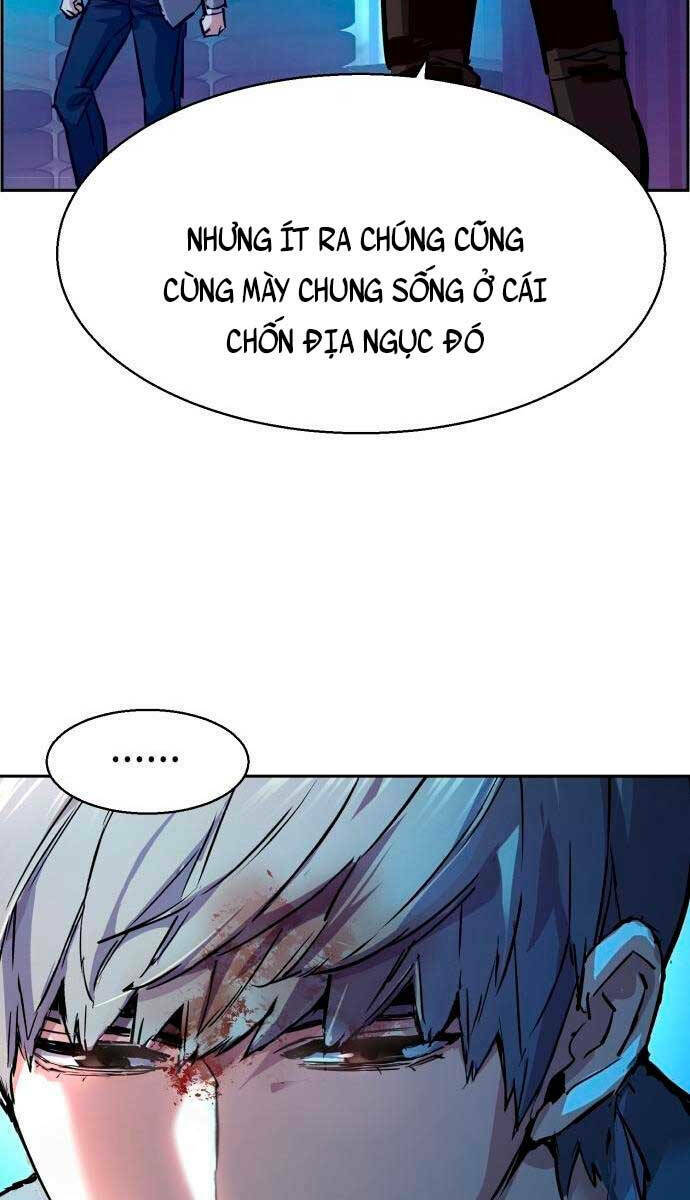 NHƯNG ÍT RA CHÚNG CŨNG
CÙNG MÀY CHUNG SỐNG Ở CÁI
CHỐN ĐỊA NGỤC ĐÓ
......